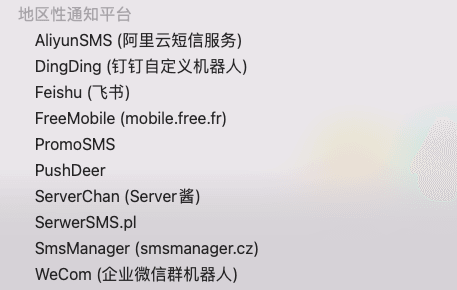 地区性通知平台
AliyunSMS (阿里云短信服务)
DingDing (钉钉自定义机器人)
Feishu (飞书)
FreeMobile (mobile.free.fr)
PromoSMS
PushDeer
ServerChan (Server酱)
SerwerSMS.pl
SmsManager (smsmanager.cz)
WeCom (企业微信群机器人)